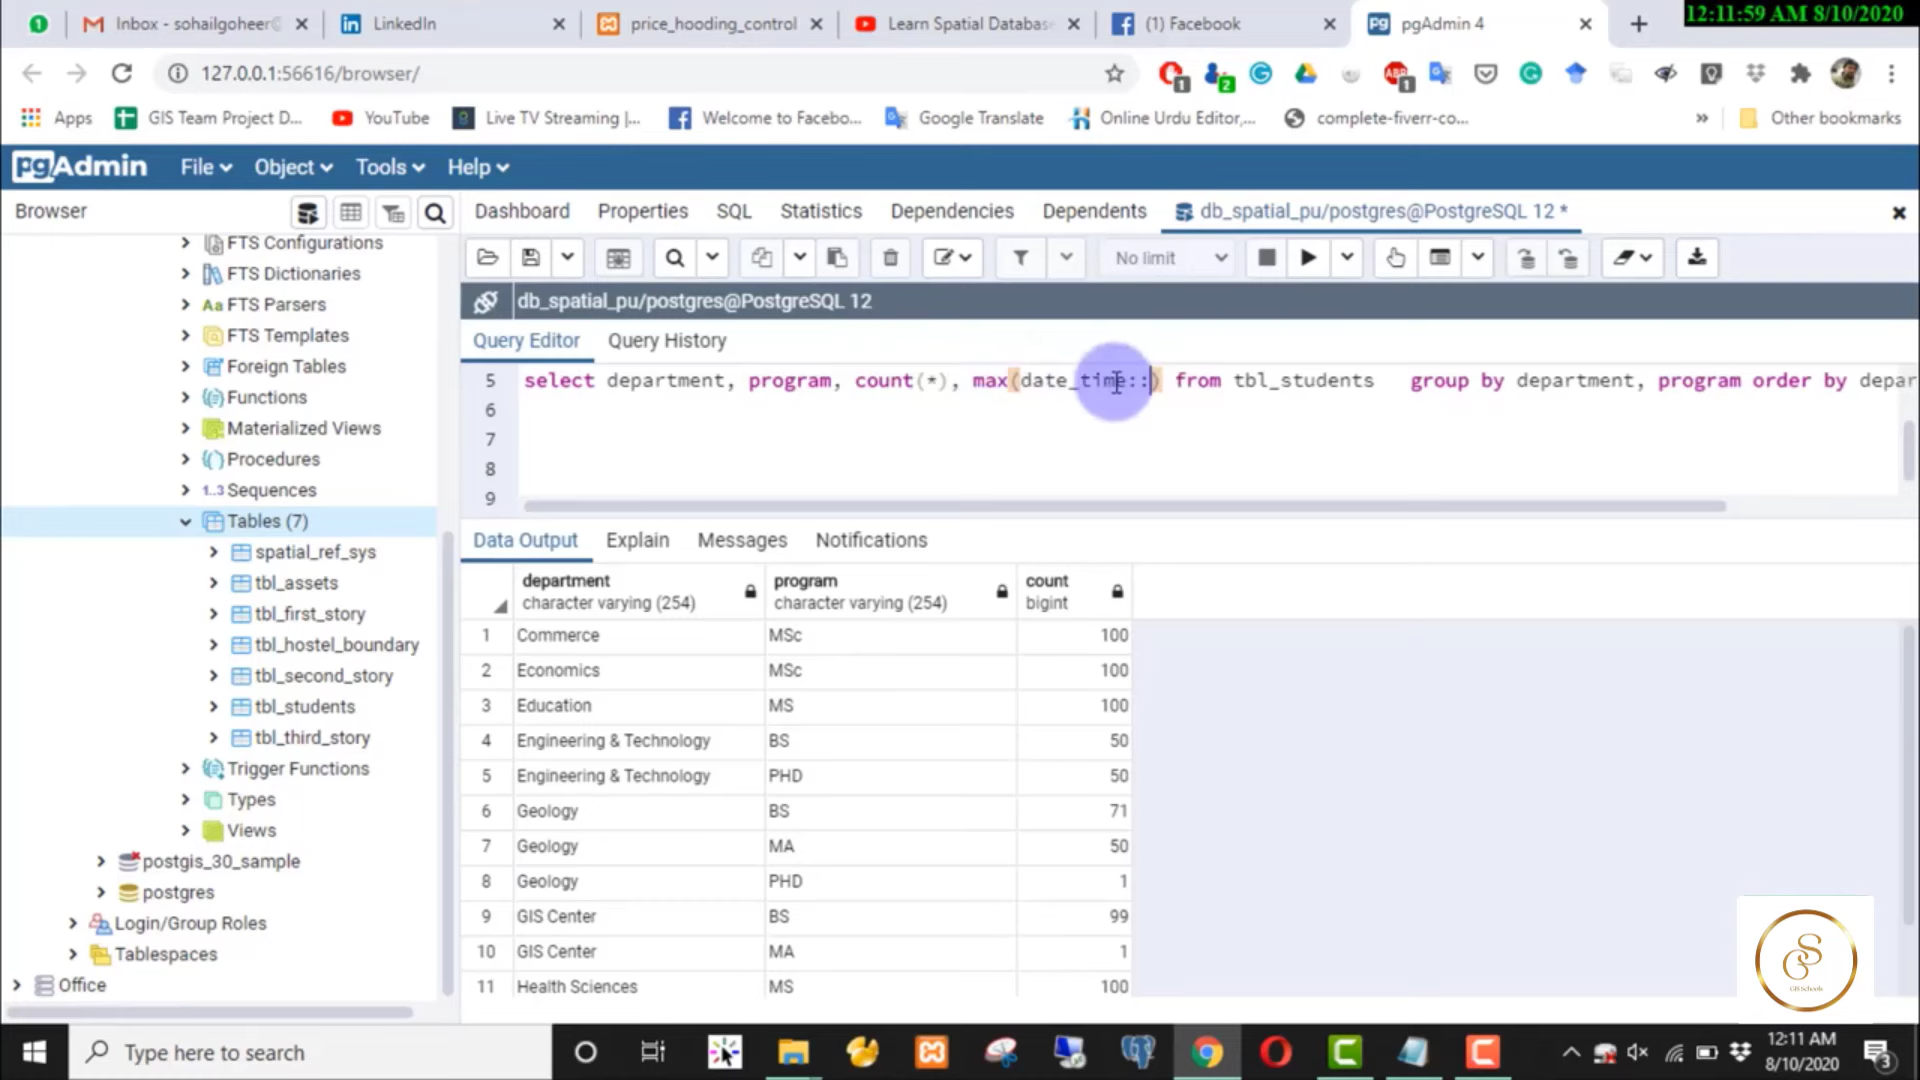 12:11:59 AM 8/10/2020
Inbox - sohailgoheer@
LinkedIn
price_hooding_control
Learn Spatial Databas
(1) Facebook
pgAdmin 4
127.0.0.1:56616/browser/
Apps
GIS Team Project D...
YouTube
Live TV Streaming |...
Welcome to Facebo...
Google Translate
Online Urdu Editor,...
complete-fiverr-co...
» Other bookmarks
pgAdmin File Object Tools Help
Browser
Dashboard Properties SQL Statistics Dependencies Dependents db_spatial_pu/postgres@PostgreSQL 12 *
No limit
db_spatial_pu/postgres@PostgreSQL 12
Query Editor Query History
5 select department, program, count(*), max(date_time::) from tbl_students group by department, program order by depar
6
7
8
9
FTS Configurations
FTS Dictionaries
FTS Parsers
FTS Templates
Foreign Tables
Functions
Materialized Views
Procedures
Sequences
Tables (7)
spatial_ref_sys
tbl_assets
tbl_first_story
tbl_hostel_boundary
tbl_second_story
tbl_students
tbl_third_story
Trigger Functions
Types
Views
postgis_30_sample
postgres
Login/Group Roles
Tablespaces
Office
Data Output Explain Messages Notifications
department program count
character varying (254) character varying (254) bigint
1 Commerce MSc 100
2 Economics MSc 100
3 Education MS 100
4 Engineering & Technology BS 50
5 Engineering & Technology PHD 50
6 Geology BS 71
7 Geology MA 50
8 Geology PHD 1
9 GIS Center BS 99
10 GIS Center MA 1
11 Health Sciences MS 100
GIS Schools
Type here to search
12:11 AM
8/10/2020
3